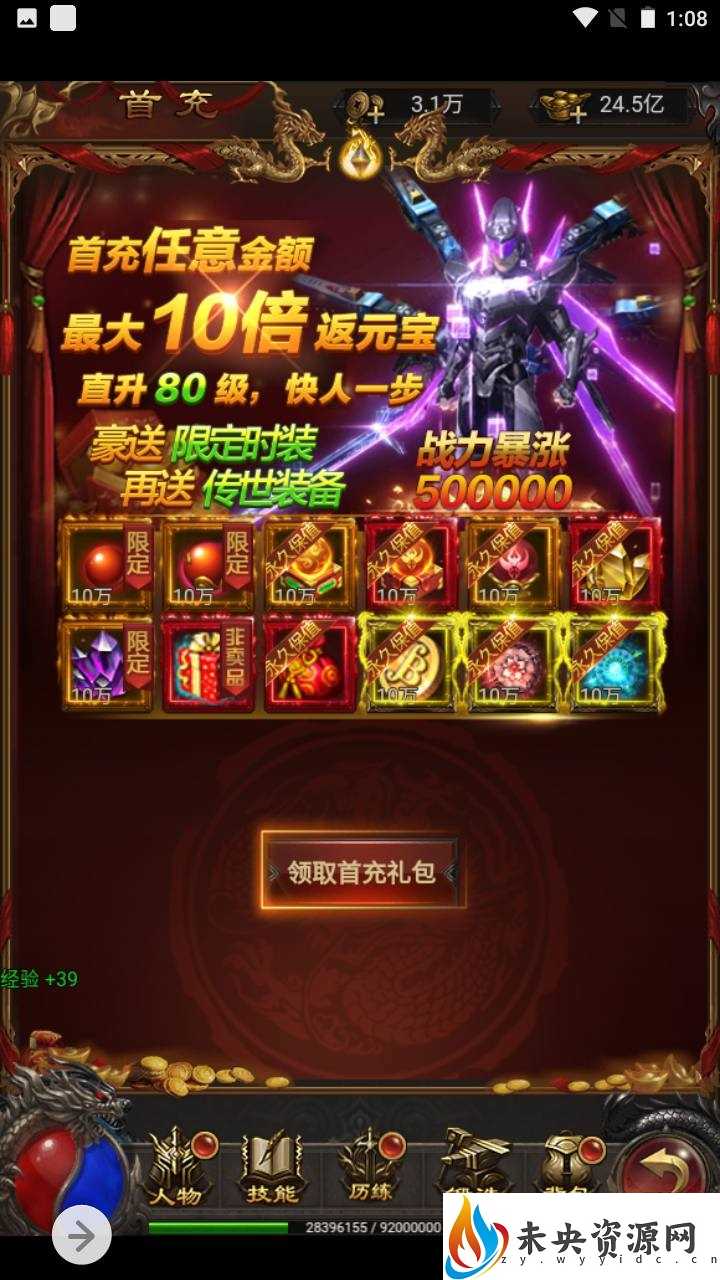 1:08
首充
3.1万
24.5亿
首充任意金额
最大10倍返元宝
直升80级，快人一步
豪送限定时装
再送传世装备
战力暴涨
500000
限定
10万
限定
10万
永久保值
10万
永久保值
10万
永久保值
10万
永久保值
10万
限定
10万
非卖品
永久保值
永久保值
10万
永久保值
10万
永久保值
10万
领取首充礼包
经验 +39
人物
技能
历练
28396155 / 92000000
未央资源网
zy.wyyidc.cn